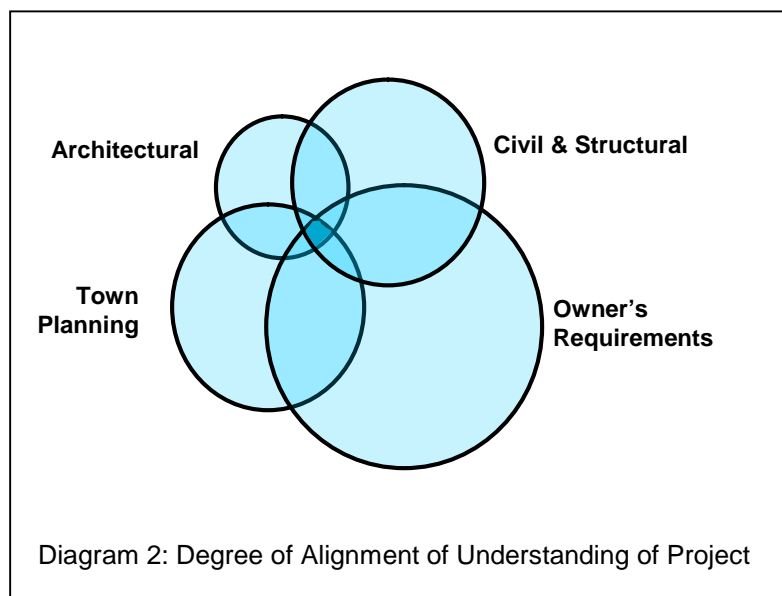 Architectural
Civil & Structural
Town
Planning
Owner’s
Requirements
Diagram 2: Degree of Alignment of Understanding of Project